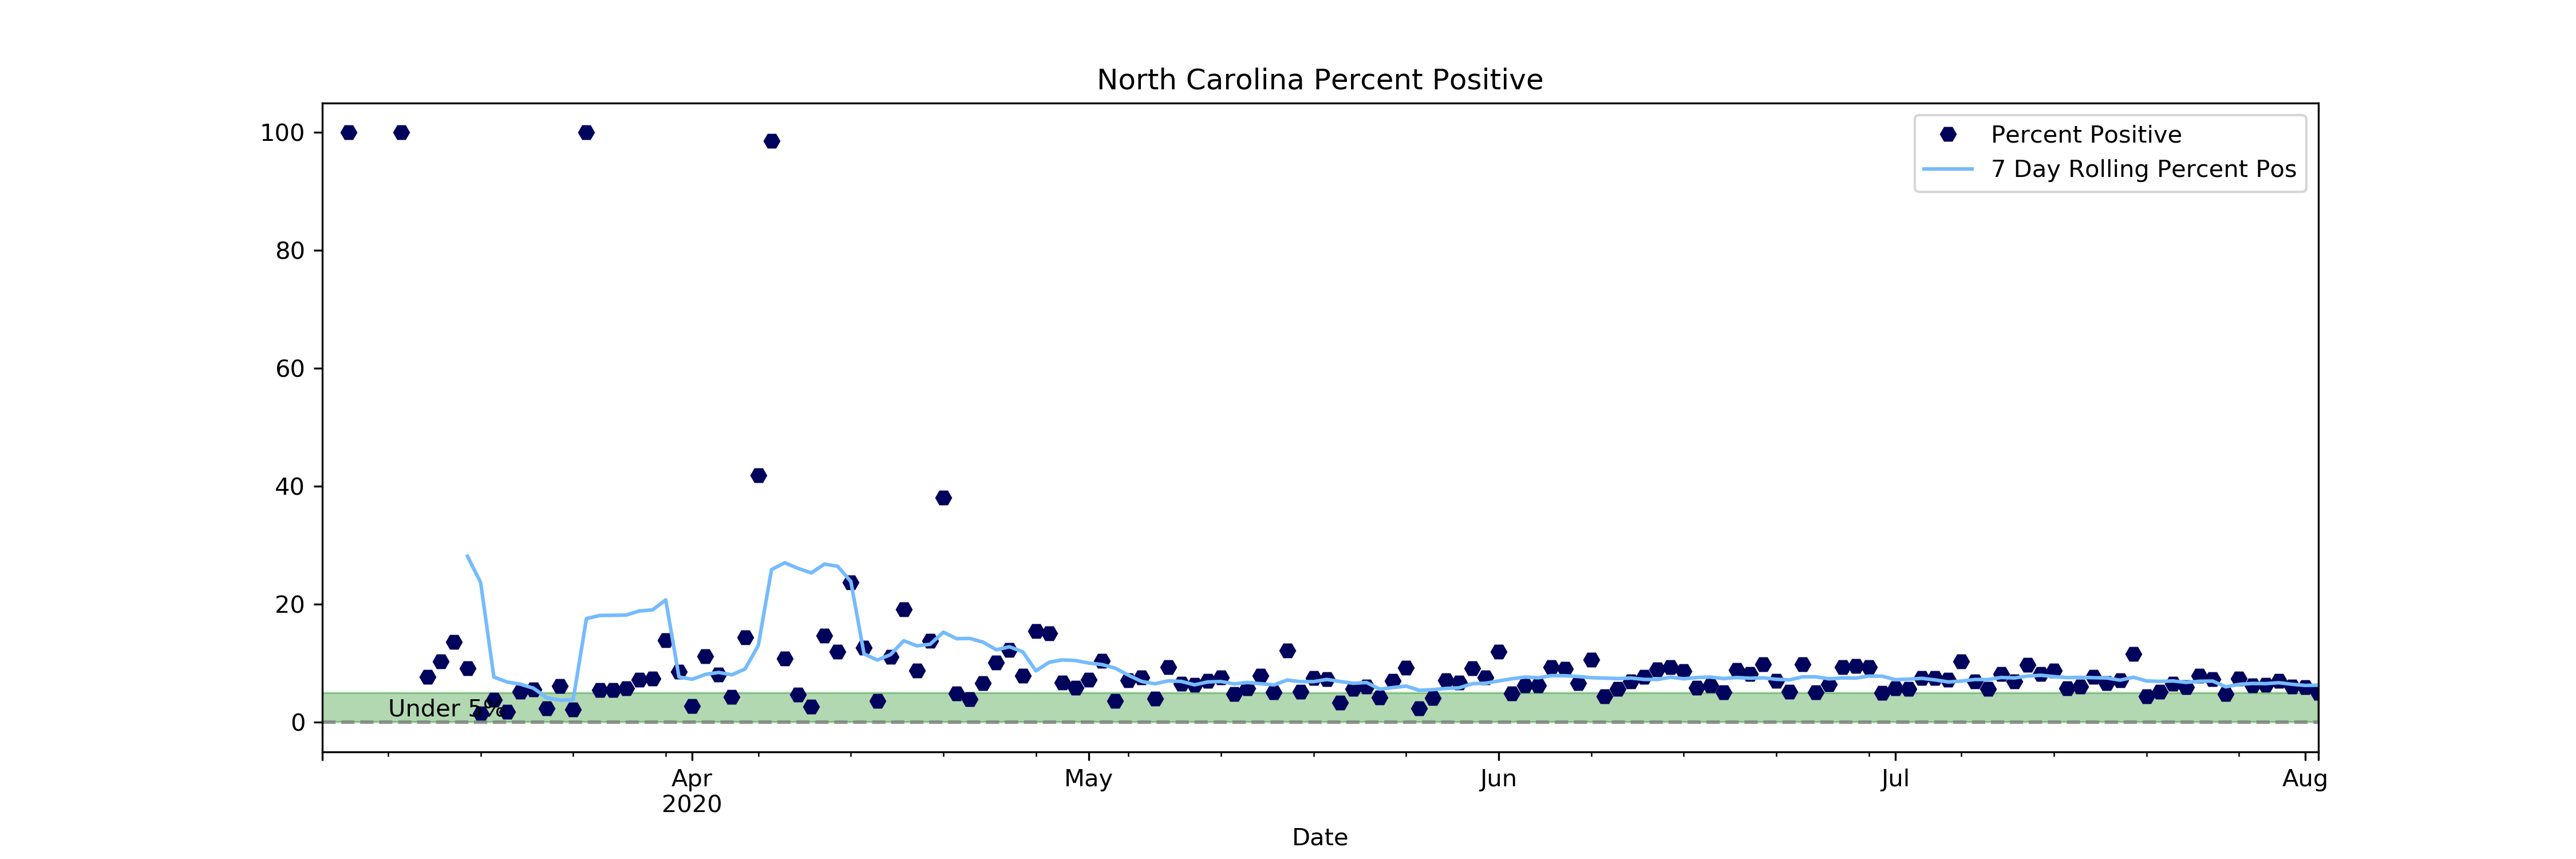 North Carolina Percent Positive
Percent Positive
7 Day Rolling Percent Pos
100
80
60
40
20
0
Under 5%
Apr
2020
May
Jun
Jul
Aug
Date